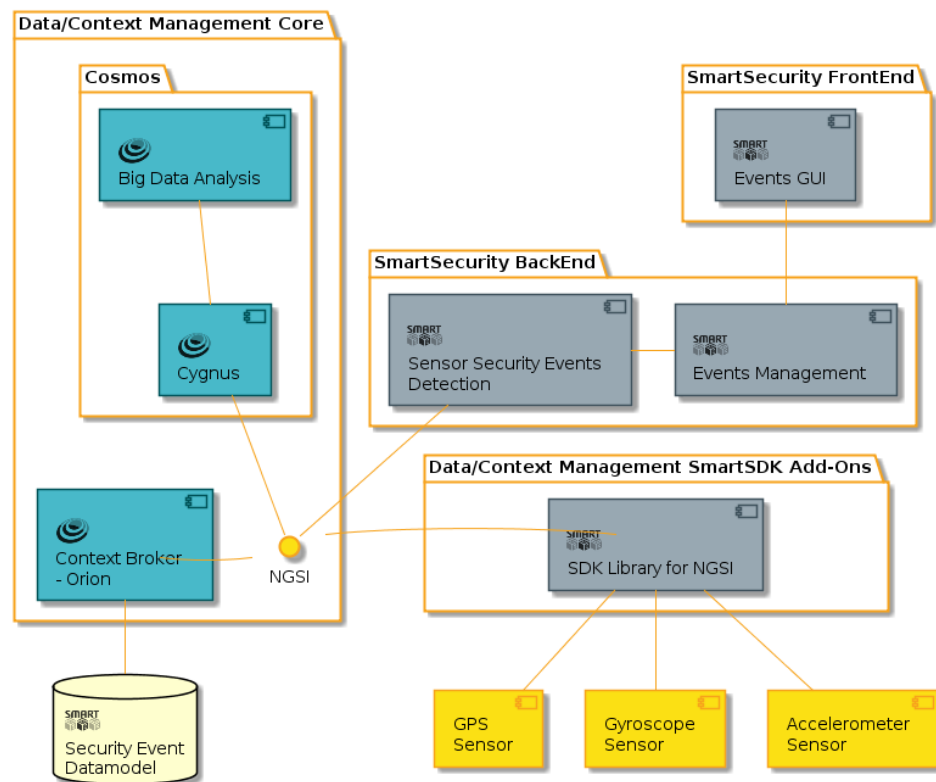 Data/Context Management Core
Cosmos
Big Data Analysis
Cygnus
Context Broker
- Orion
NGSI
SMART
Security Event
Datamodel
SmartSecurity FrontEnd
SMART
Events GUI
SmartSecurity BackEnd
SMART
Sensor Security Events
Detection
SMART
Events Management
Data/Context Management SmartSDK Add-Ons
SMART
SDK Library for NGSI
GPS
Sensor
Gyroscope
Sensor
Accelerometer
Sensor